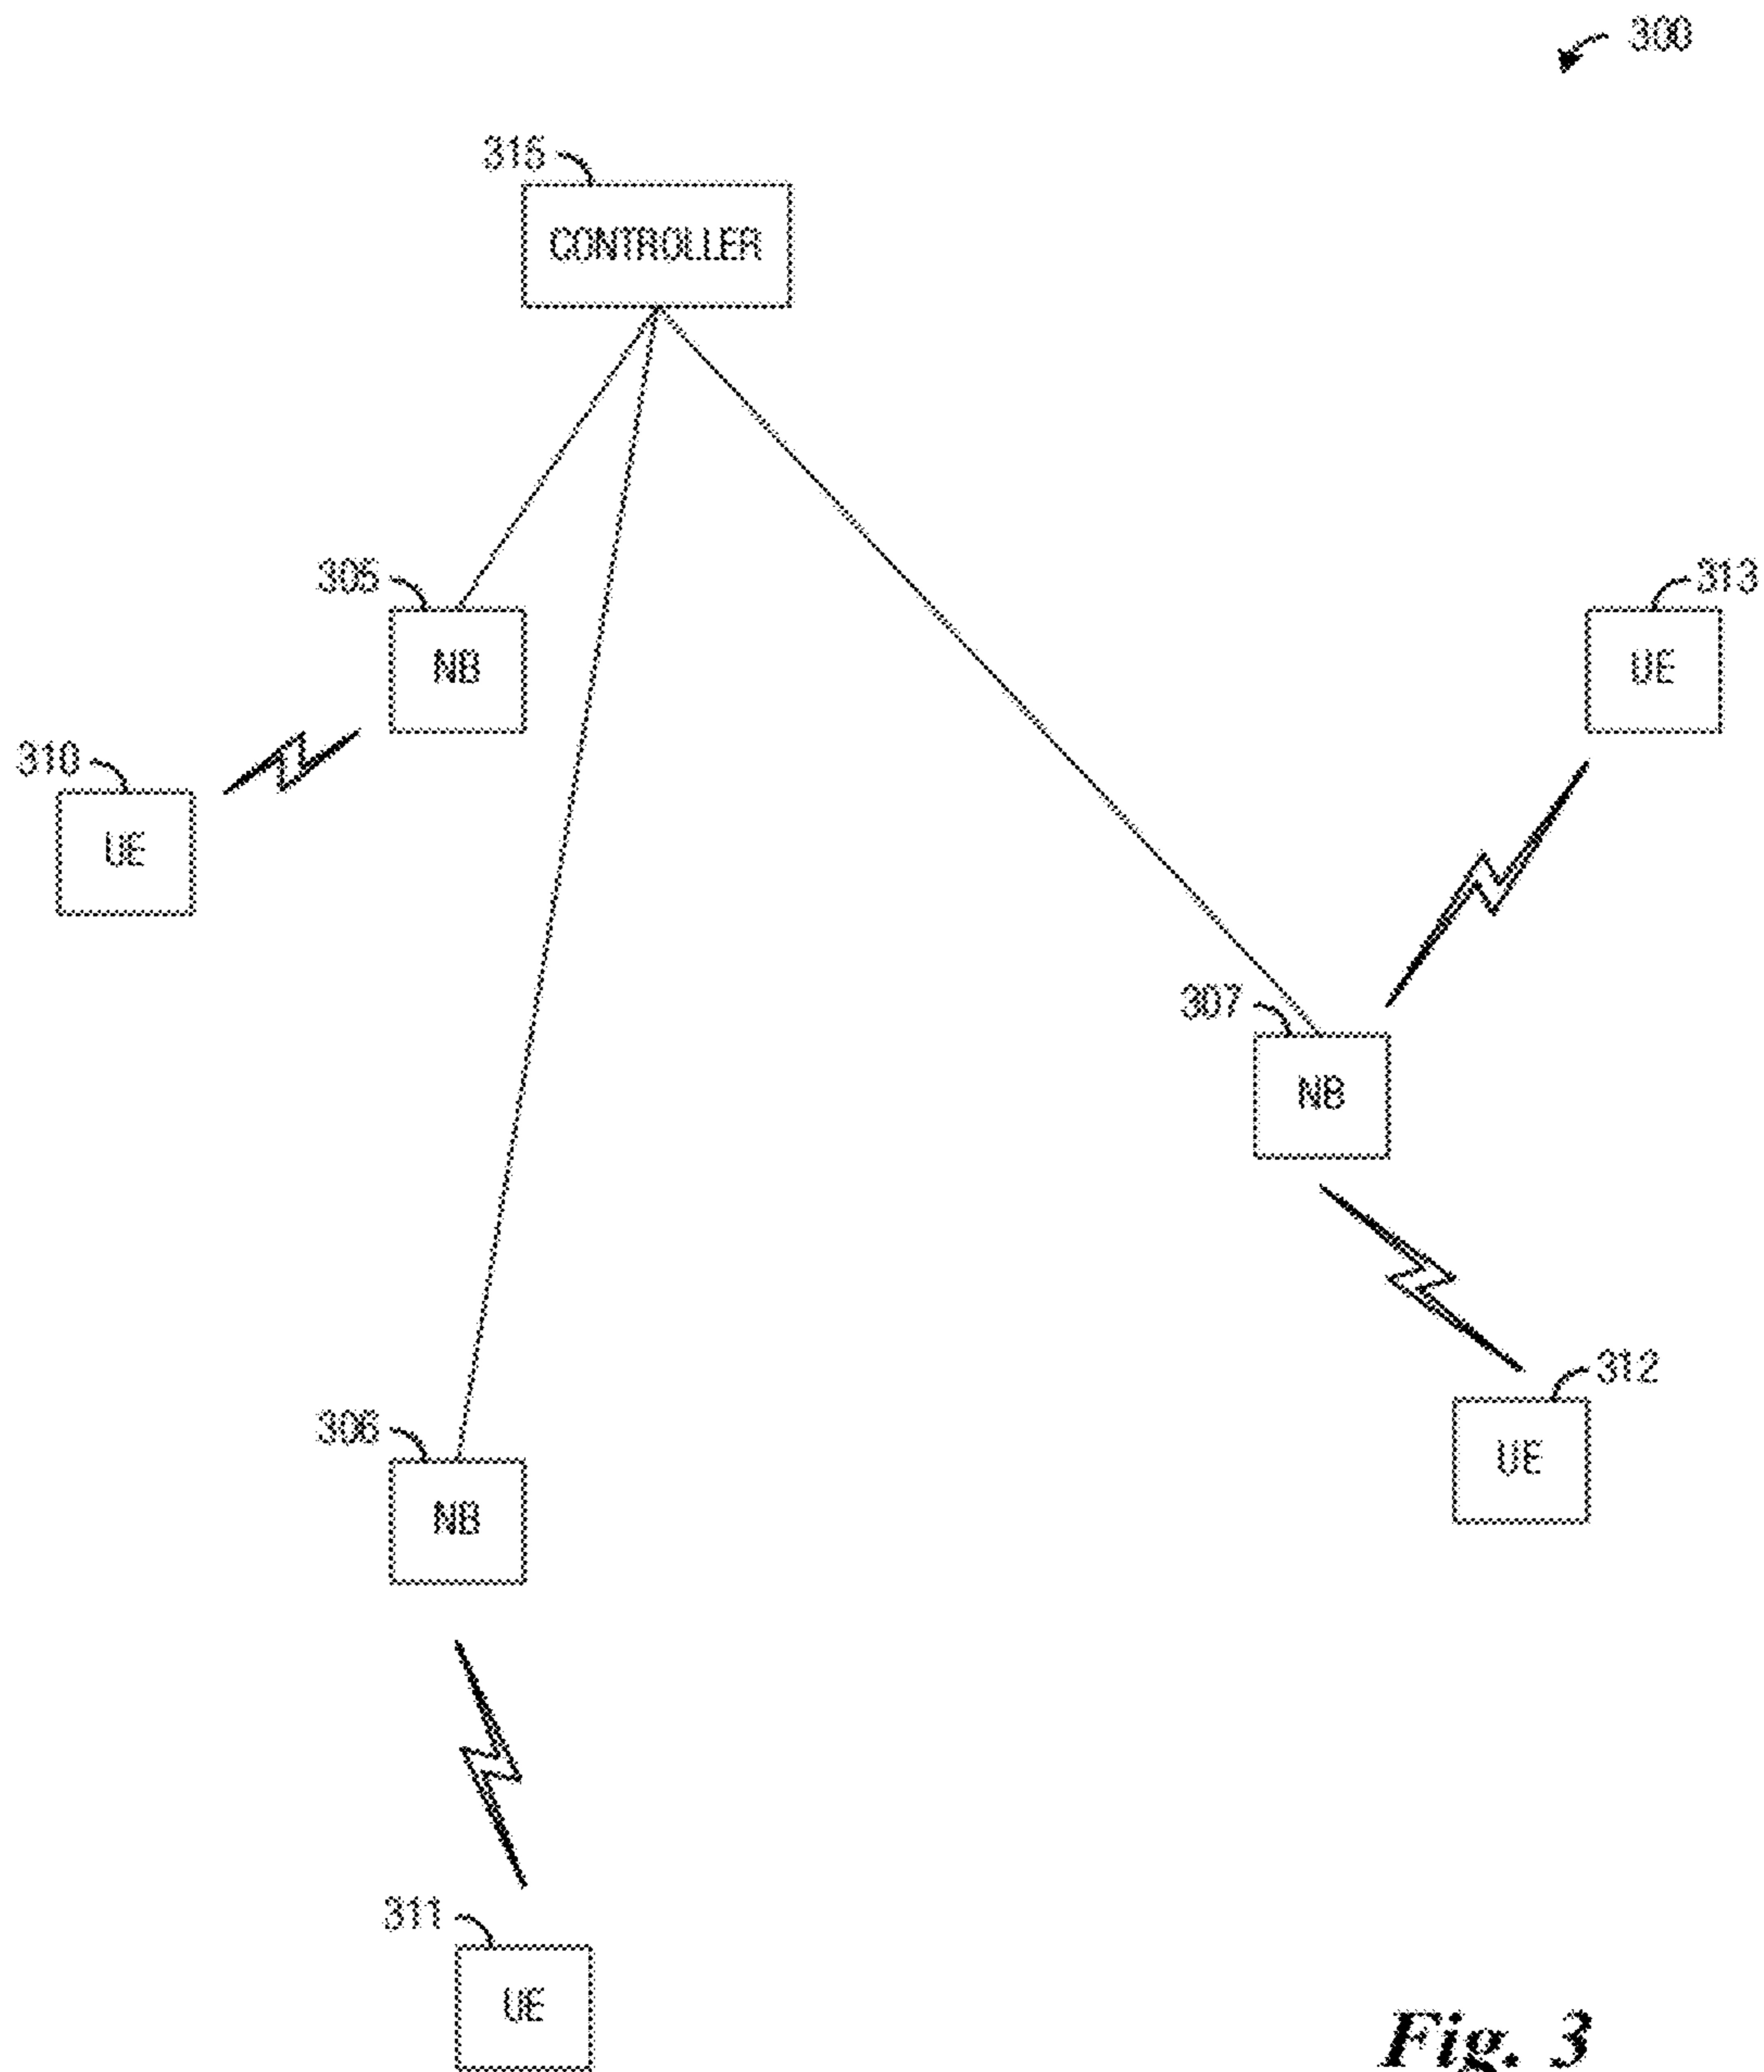 300
315
CONTROLLER
305
NB
313
UE
310
UE
307
NB
312
UE
306
NB
311
UE
Fig. 3